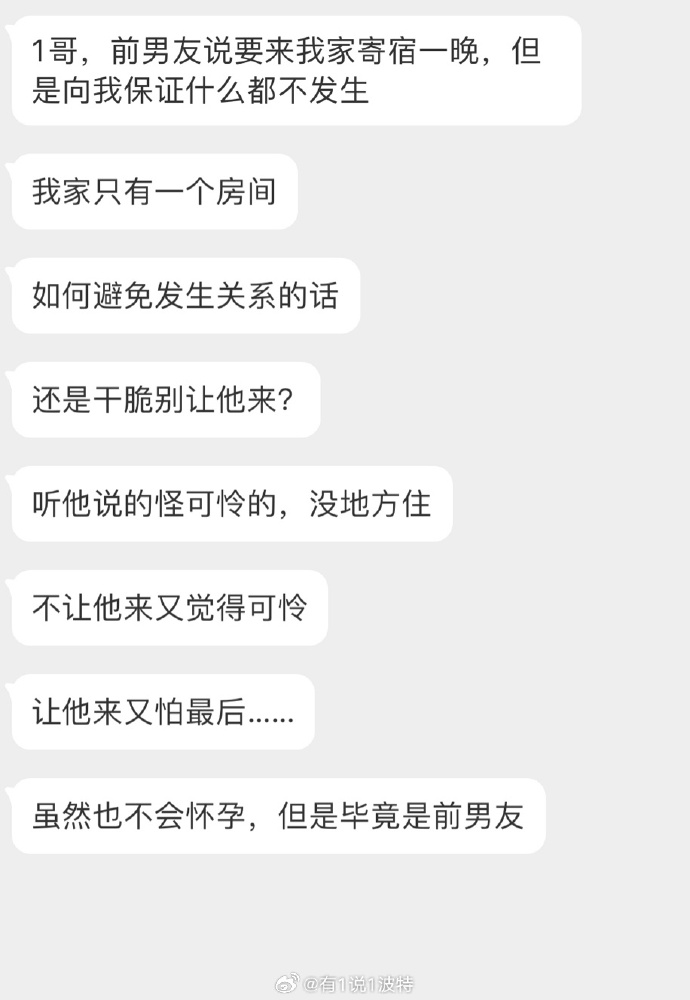 1哥，前男友说要来我家寄宿一晚，但
是向我保证什么都不发生
我家只有一个房间
如何避免发生关系的话
还是干脆别让他来？
听他说的怪可怜的，没地方住
不让他来又觉得可怜
让他来又怕最后……
虽然也不会怀孕，但是毕竟是前男友
@有1说1波特